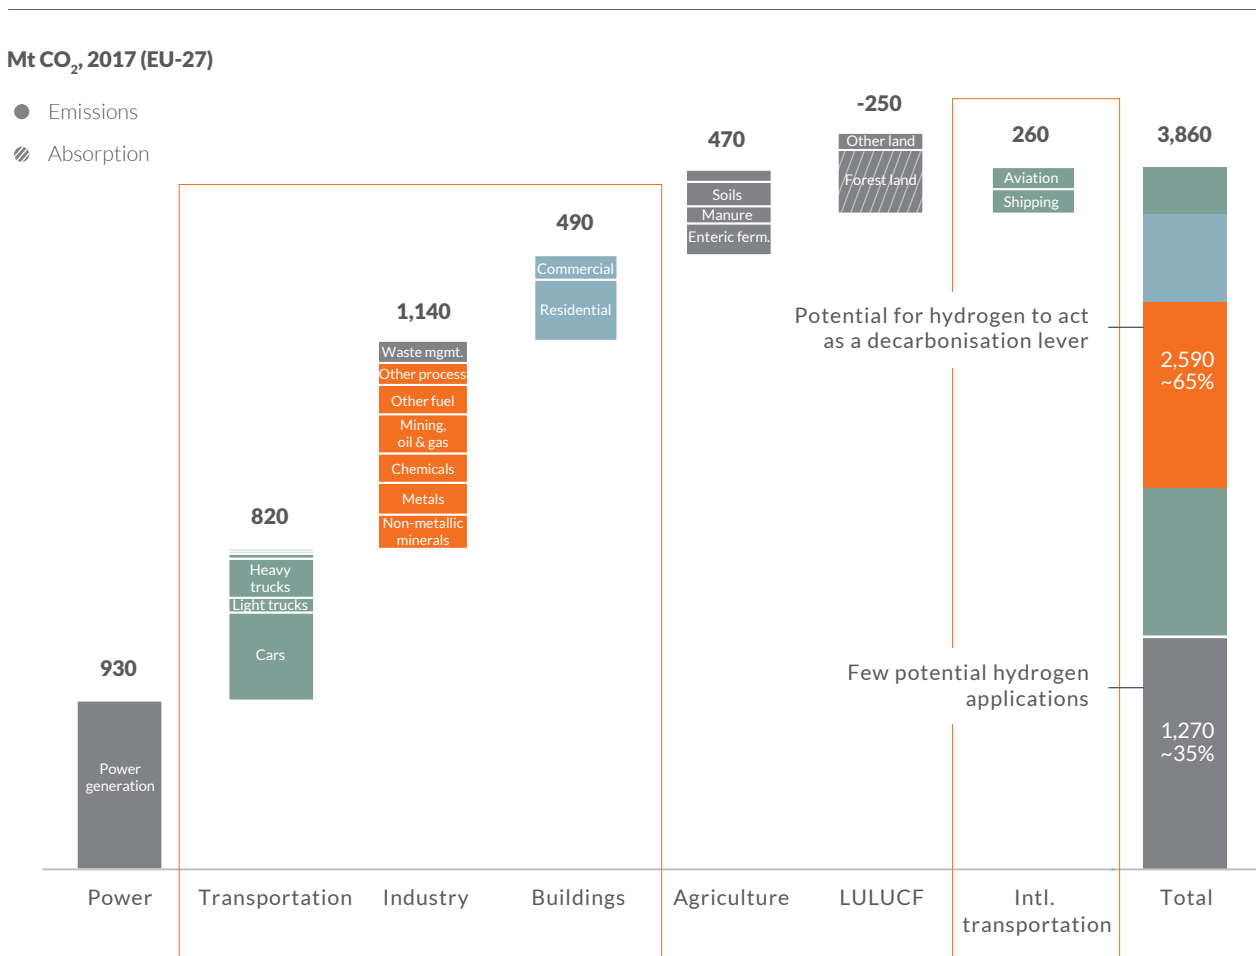 Mt CO₂, 2017 (EU-27)
Emissions
Absorption
930
Power
generation
820
Heavy
trucks
Light trucks
Cars
1,140
Waste mgmt.
Other process
Other fuel
Mining,
oil & gas
Chemicals
Metals
Non-metallic
minerals
490
Commercial
Residential
470
Soils
Manure
Enteric ferm.
-250
Other land
Forest land
260
Aviation
Shipping
3,860
Potential for hydrogen to act
as a decarbonisation lever
2,590
~65%
Few potential hydrogen
applications
1,270
~35%
Power
Transportation
Industry
Buildings
Agriculture
LULUCF
Intl.
transportation
Total